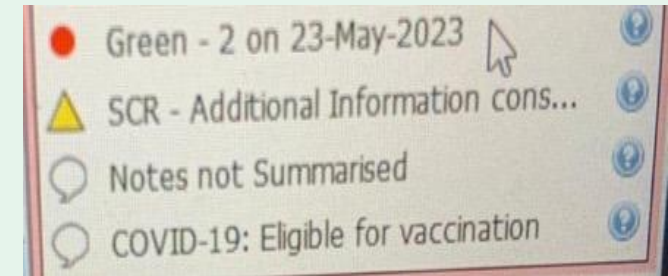 Green - 2 on 23-May-2023
SCR - Additional Information cons...
Notes not Summarised
COVID-19: Eligible for vaccination